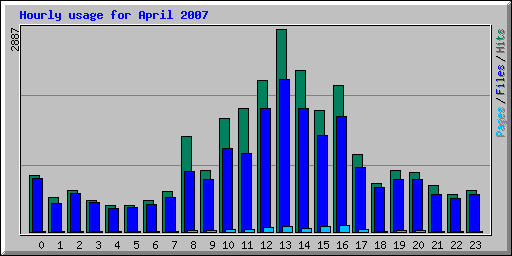 Hourly usage for April 2007
2887
0 1 2 3 4 5 6 7 8 9 10 11 12 13 14 15 16 17 18 19 20 21 22 23
Pages/Files/Hits